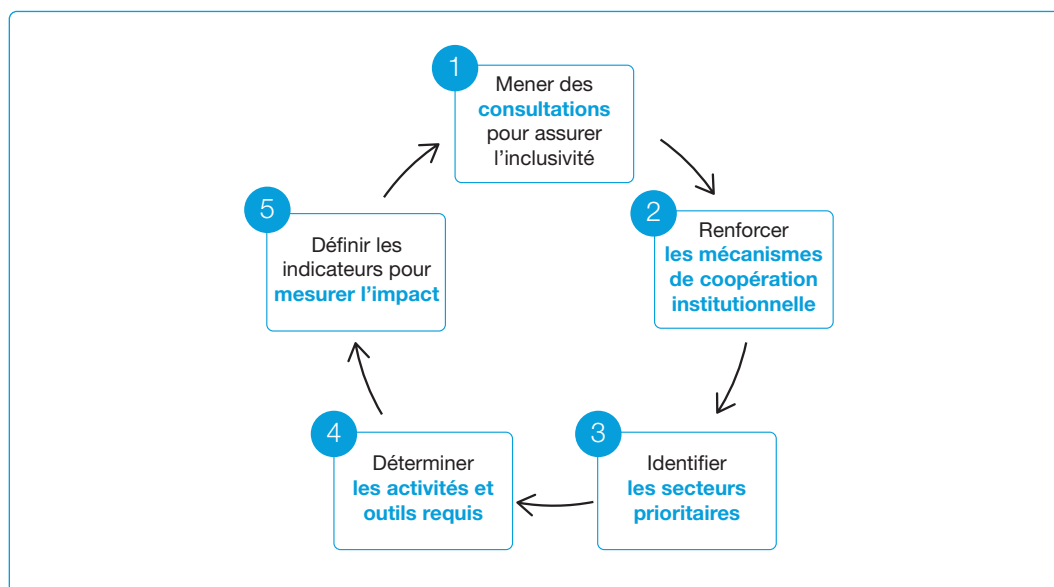 1
Mener des
consultations
pour assurer
l’inclusivité
2
Renforcer
les mécanismes
de coopération
institutionnelle
3
Identifier
les secteurs
prioritaires
4
Déterminer
les activités et
outils requis
5
Définir les
indicateurs pour
mesurer l’impact